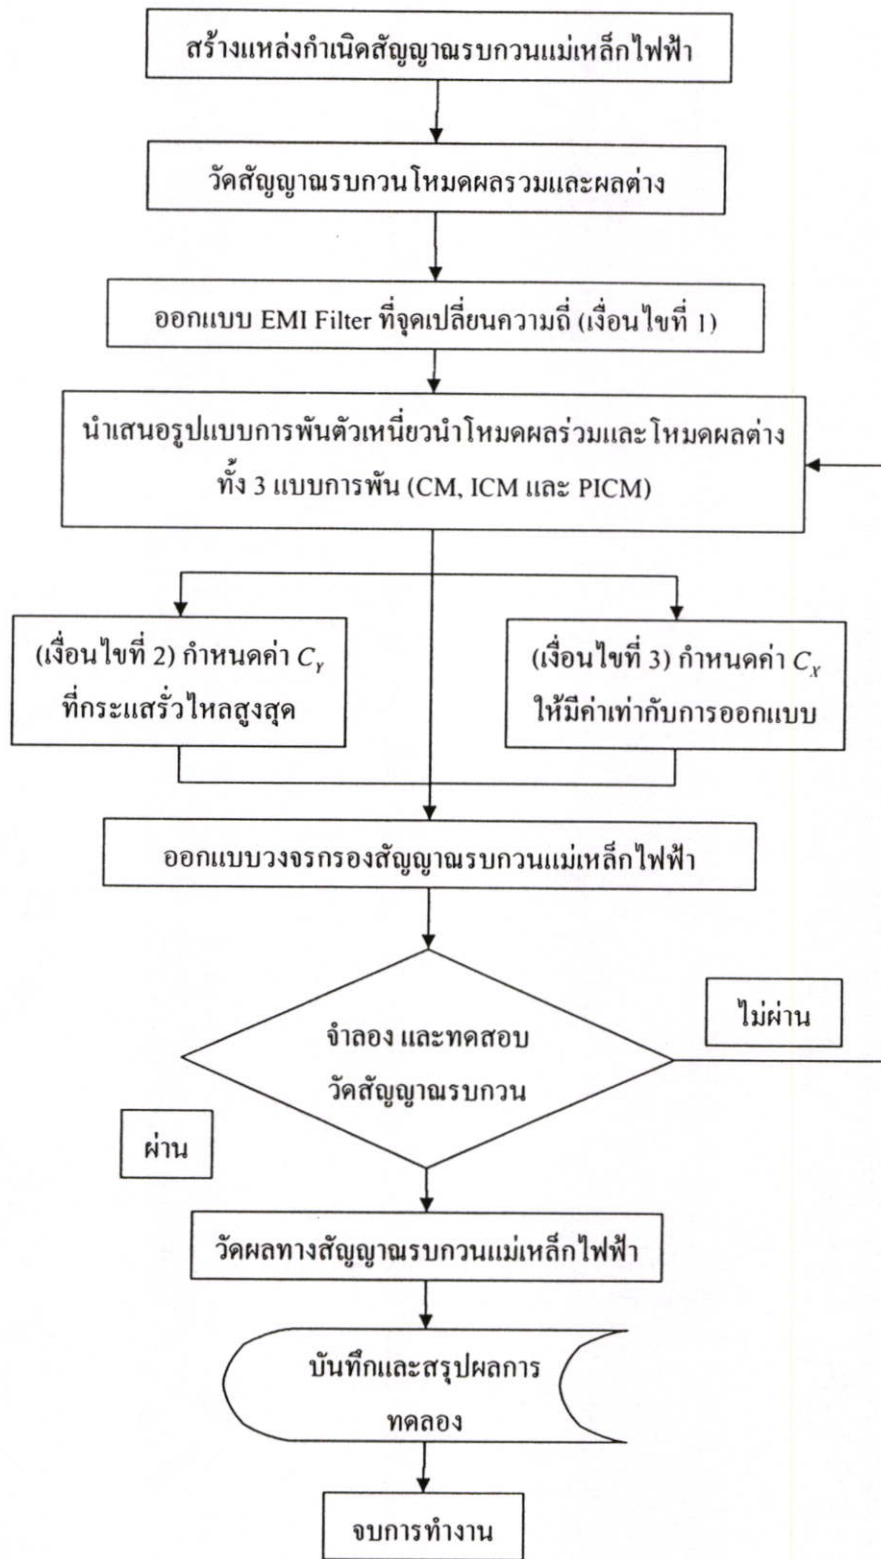 สร้างแหล่งกำเนิดสัญญาณรบกวนแม่เหล็กไฟฟ้า
วัดสัญญาณรบกวนโหมดผลรวมและผลต่าง
ออกแบบ EMI Filter ที่จุดเปลี่ยนความถี่ (เงื่อนไขที่ 1)
นำเสนอรูปแบบการพันตัวเหนี่ยวนำโหมดผลร่วมและโหมดผลต่าง
ทั้ง 3 แบบการพัน (CM, ICM และ PICM)
(เงื่อนไขที่ 2) กำหนดค่า C_Y
ที่กระแสรั่วไหลสูงสุด
(เงื่อนไขที่ 3) กำหนดค่า C_X
ให้มีค่าเท่ากับการออกแบบ
ออกแบบวงจรกรองสัญญาณรบกวนแม่เหล็กไฟฟ้า
จำลอง และทดสอบ
วัดสัญญาณรบกวน
ไม่ผ่าน
ผ่าน
วัดผลทางสัญญาณรบกวนแม่เหล็กไฟฟ้า
บันทึกและสรุปผลการ
ทดลอง
จบการทำงาน